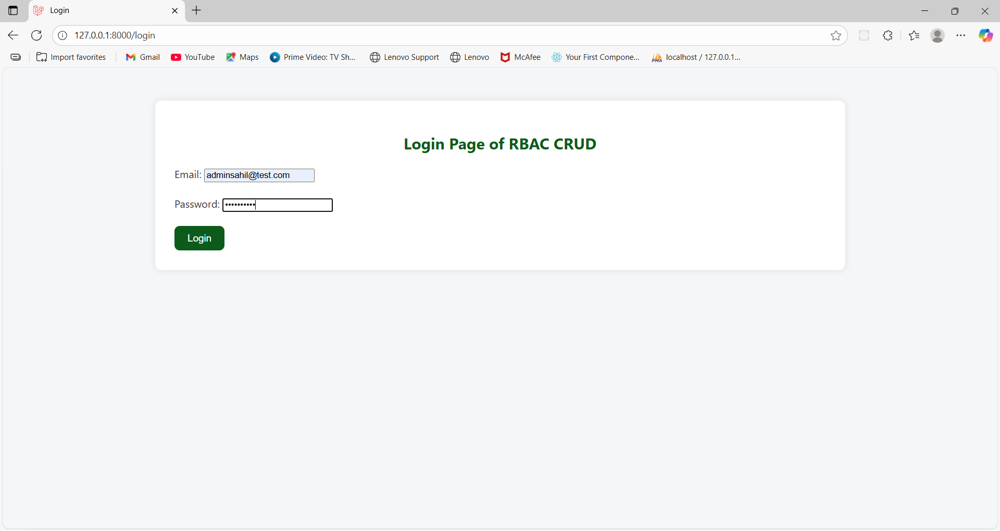 Login
127.0.0.1:8000/login
Import favorites Gmail YouTube Maps Prime Video: TV Sh... Lenovo Support Lenovo McAfee Your First Compone... PMA localhost / 127.0.0.1...
Login Page of RBAC CRUD
Email: adminsahil@test.com
Password: ••••••••••
Login